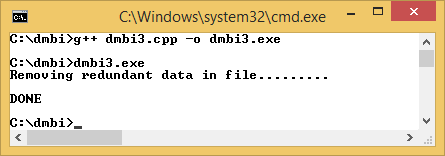 C:\Windows\system32\cmd.exe
C:\dmbi>g++ dmbi3.cpp -o dmbi3.exe
C:\dmbi>dmbi3.exe
Removing redundant data in file.........
DONE
C:\dmbi>_